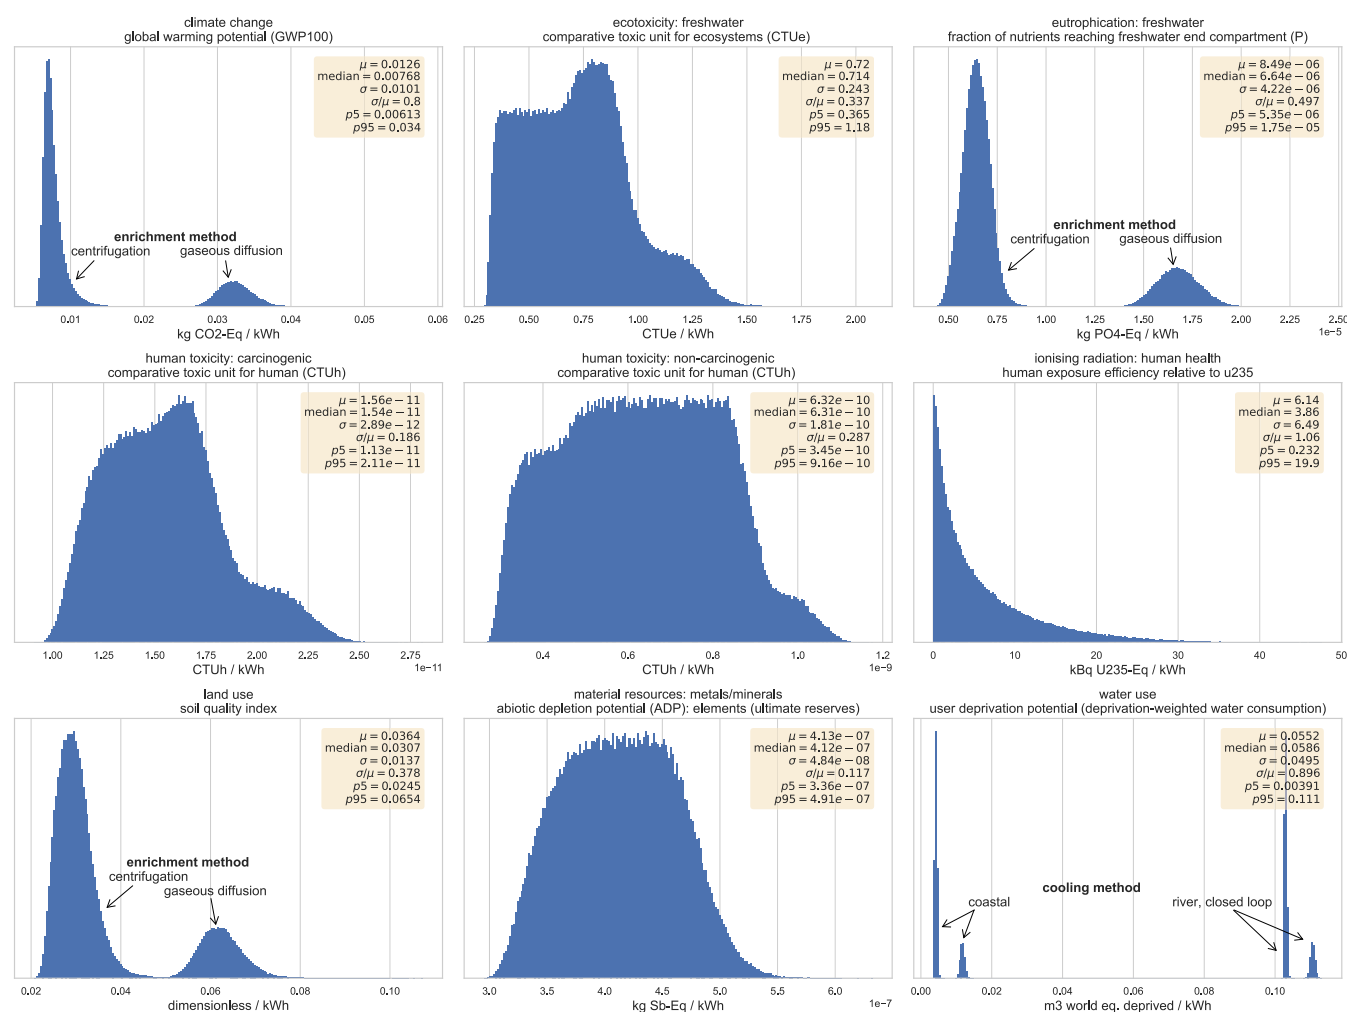 climate change
global warming potential (GWP100)
μ = 0.0126
median = 0.00768
σ = 0.0101
σ/μ = 0.8
p5 = 0.00613
p95 = 0.034
enrichment method
centrifugation
gaseous diffusion
0.01 0.02 0.03 0.04 0.05 0.06
kg CO2-Eq / kWh
ecotoxicity: freshwater
comparative toxic unit for ecosystems (CTUe)
μ = 0.72
median = 0.714
σ = 0.243
σ/μ = 0.337
p5 = 0.365
p95 = 1.18
0.25 0.50 0.75 1.00 1.25 1.50 1.75 2.00
CTUe / kWh
eutrophication: freshwater
fraction of nutrients reaching freshwater end compartment (P)
μ = 8.49e − 06
median = 6.64e − 06
σ = 4.22e − 06
σ/μ = 0.497
p5 = 5.35e − 06
p95 = 1.75e − 05
enrichment method
centrifugation
gaseous diffusion
0.50 0.75 1.00 1.25 1.50 1.75 2.00 2.25 2.50
1e−5
kg PO4-Eq / kWh
human toxicity: carcinogenic
comparative toxic unit for human (CTUh)
μ = 1.56e − 11
median = 1.54e − 11
σ = 2.89e − 12
σ/μ = 0.186
p5 = 1.13e − 11
p95 = 2.11e − 11
1.00 1.25 1.50 1.75 2.00 2.25 2.50 2.75
1e−11
CTUh / kWh
human toxicity: non-carcinogenic
comparative toxic unit for human (CTUh)
μ = 6.32e − 10
median = 6.31e − 10
σ = 1.81e − 10
σ/μ = 0.287
p5 = 3.45e − 10
p95 = 9.16e − 10
0.4 0.6 0.8 1.0 1.2
1e−9
CTUh / kWh
ionising radiation: human health
human exposure efficiency relative to u235
μ = 6.14
median = 3.86
σ = 6.49
σ/μ = 1.06
p5 = 0.232
p95 = 19.9
0 10 20 30 40 50
kBq U235-Eq / kWh
land use
soil quality index
μ = 0.0364
median = 0.0307
σ = 0.0137
σ/μ = 0.378
p5 = 0.0245
p95 = 0.0654
enrichment method
centrifugation
gaseous diffusion
0.02 0.04 0.06 0.08 0.10
dimensionless / kWh
material resources: metals/minerals
abiotic depletion potential (ADP): elements (ultimate reserves)
μ = 4.13e − 07
median = 4.12e − 07
σ = 4.84e − 08
σ/μ = 0.117
p5 = 3.36e − 07
p95 = 4.91e − 07
3.0 3.5 4.0 4.5 5.0 5.5 6.0
1e−7
kg Sb-Eq / kWh
water use
user deprivation potential (deprivation-weighted water consumption)
μ = 0.0552
median = 0.0586
σ = 0.0495
σ/μ = 0.896
p5 = 0.00391
p95 = 0.111
cooling method
coastal
river, closed loop
0.00 0.02 0.04 0.06 0.08 0.10
m3 world eq. deprived / kWh